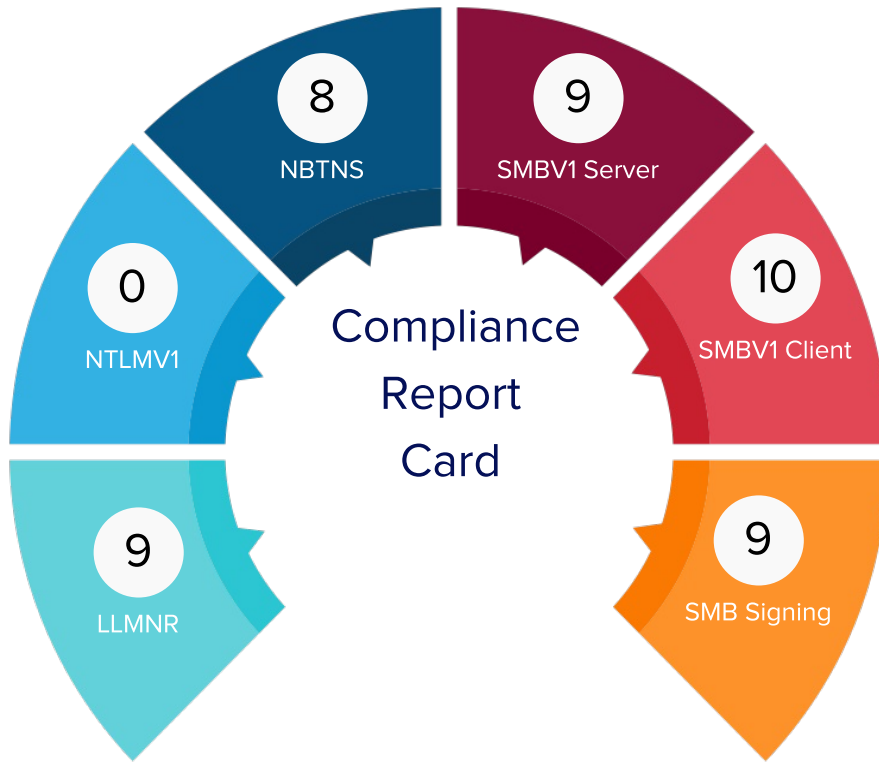 8
NBTNS
9
SMBV1 Server
0
NTLMV1
10
SMBV1 Client
Compliance
Report
Card
9
LLMNR
9
SMB Signing